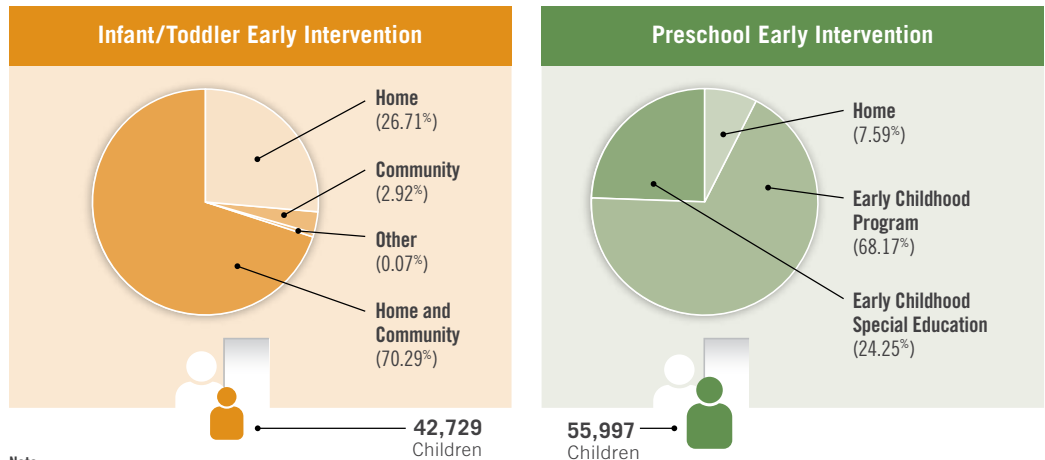 Infant/Toddler Early Intervention
Home
(26.71%)
Community
(2.92%)
Other
(0.07%)
Home and
Community
(70.29%)
42,729
Children
Preschool Early Intervention
Home
(7.59%)
Early Childhood
Program
(68.17%)
Early Childhood
Special Education
(24.25%)
55,997
Children